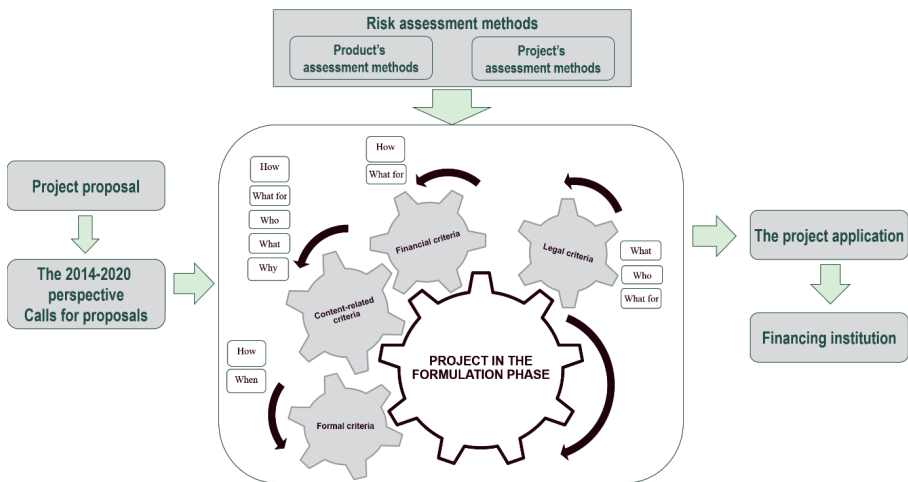 Risk assessment methods
Product's
assessment methods
Project's
assessment methods
Project proposal
The 2014-2020
perspective
Calls for proposals
How
What for
Who
What
Why
How
What for
Financial criteria
Legal criteria
What
Who
What for
Content-related
criteria
PROJECT IN THE
FORMULATION PHASE
How
When
Formal criteria
The project application
Financing institution